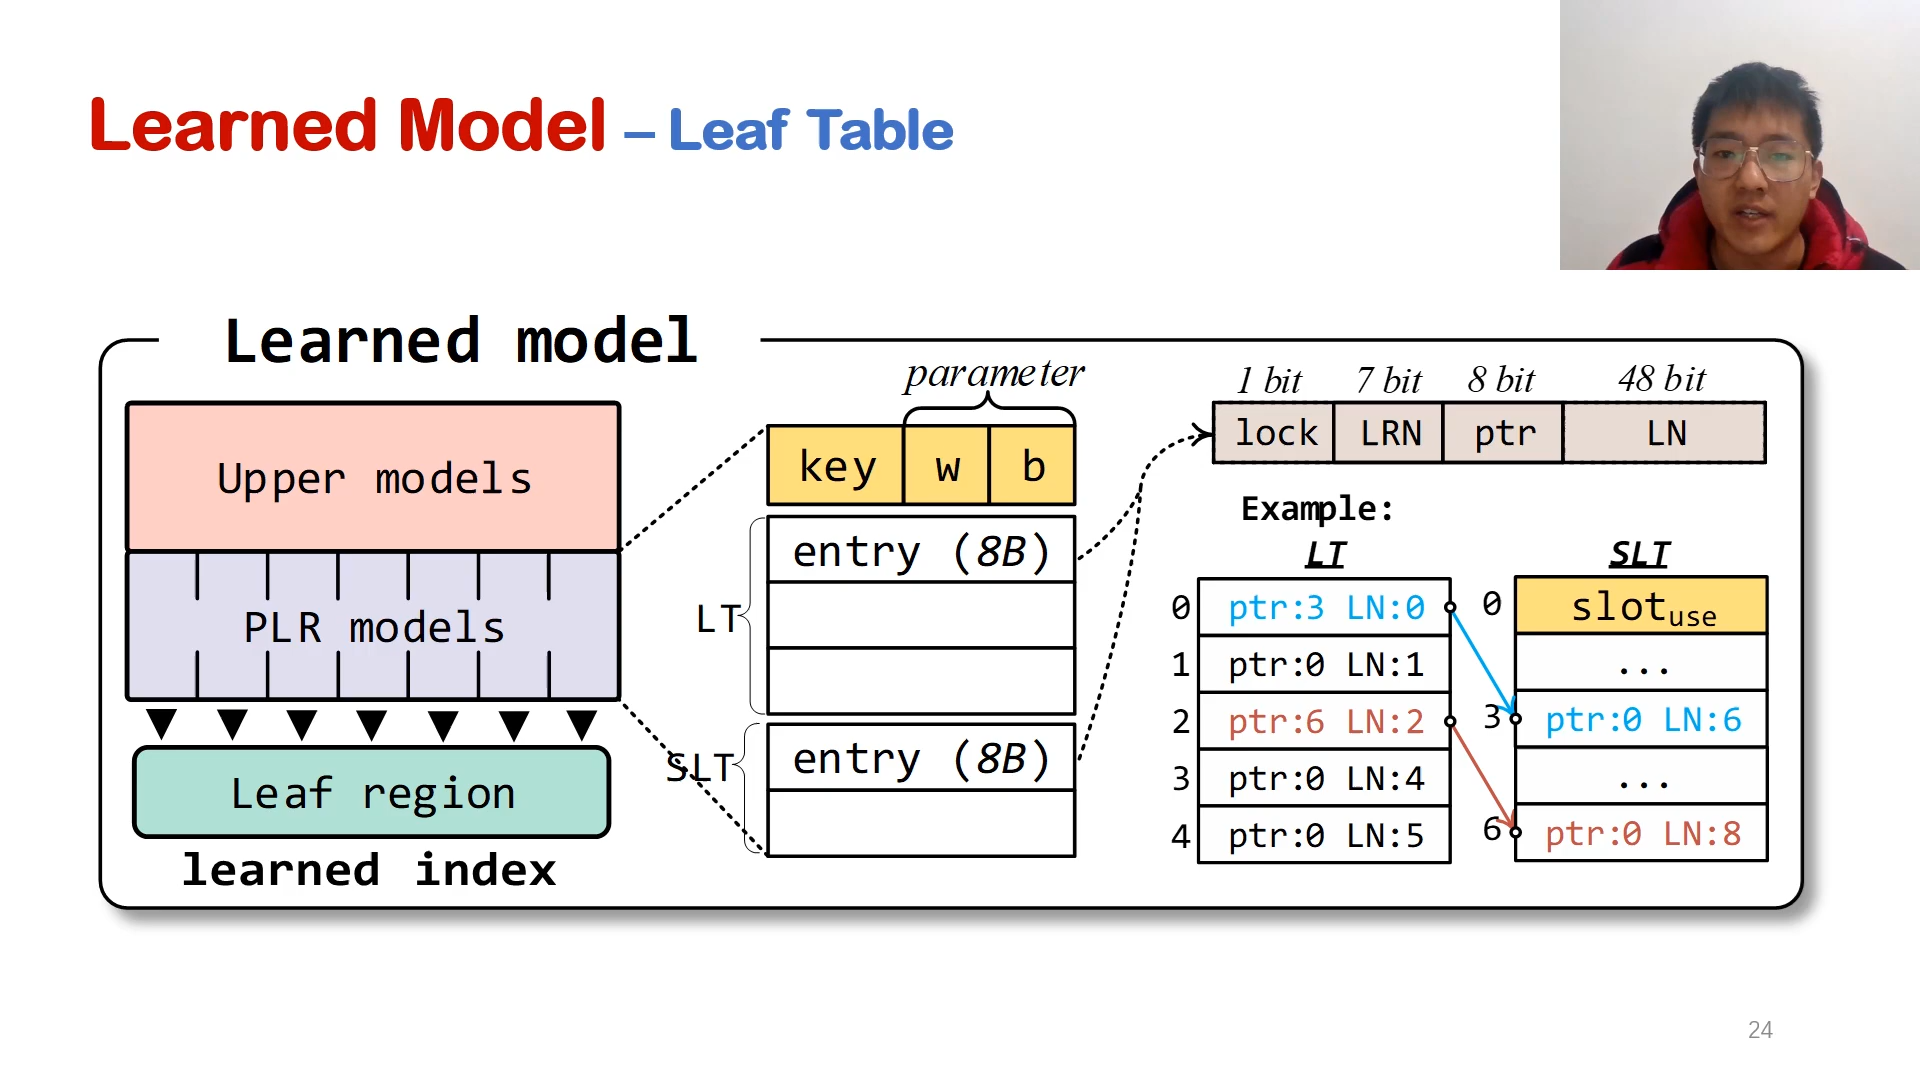 Learned Model – Leaf Table
Learned model
Upper models
PLR models
Leaf region
learned index
parameter
key w b
LT
entry (8B)
SLT
entry (8B)
1 bit 7 bit 8 bit 48 bit
lock LRN ptr LN
Example:
LT SLT
0 ptr:3 LN:0 0 slotuse
1 ptr:0 LN:1 ...
2 ptr:6 LN:2 3 ptr:0 LN:6
3 ptr:0 LN:4 ...
4 ptr:0 LN:5 6 ptr:0 LN:8
24